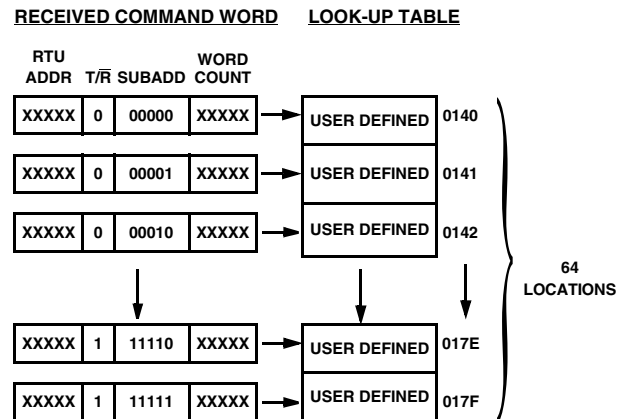 RECEIVED COMMAND WORD LOOK-UP TABLE
RTU ADDR T/R̅ SUBADD WORD COUNT
XXXXX 0 00000 XXXXX USER DEFINED 0140
XXXXX 0 00001 XXXXX USER DEFINED 0141
XXXXX 0 00010 XXXXX USER DEFINED 0142
64
LOCATIONS
XXXXX 1 11110 XXXXX USER DEFINED 017E
XXXXX 1 11111 XXXXX USER DEFINED 017F